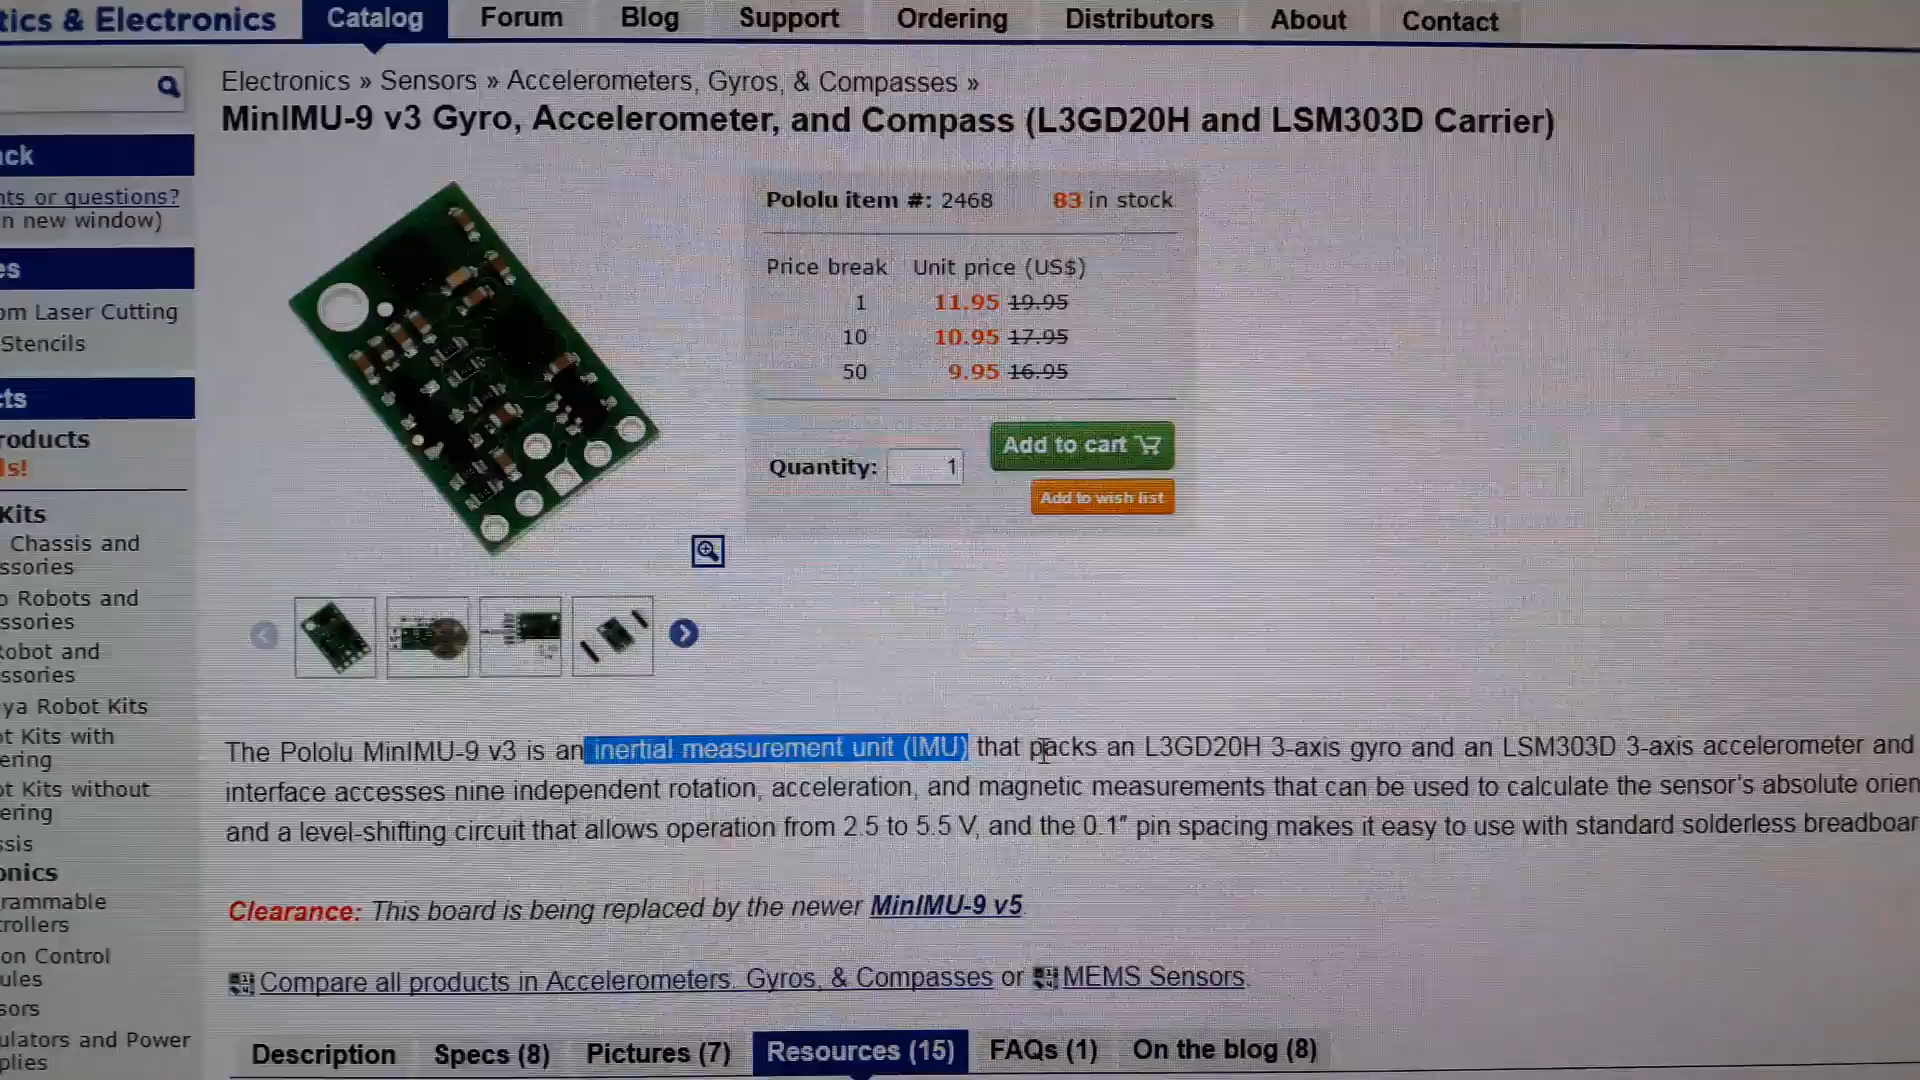 tics & Electronics Catalog Forum Blog Support Ordering Distributors About Contact
Electronics » Sensors » Accelerometers, Gyros, & Compasses »
MinIMU-9 v3 Gyro, Accelerometer, and Compass (L3GD20H and LSM303D Carrier)
ack
nts or questions?
n new window)
es
om Laser Cutting
Stencils
cts
roducts
ls!
Kits
Chassis and
ssories
o Robots and
ssories
Robot and
ssories
ya Robot Kits
ot Kits with
ering
ot Kits without
ering
ssis
onics
grammable
trollers
on Control
ules
sors
ulators and Power
plies
Pololu item #: 2468 83 in stock
Price break Unit price (US$)
1 11.95 19.95
10 10.95 17.95
50 9.95 16.95
Quantity: 1
Add to cart
Add to wish list
The Pololu MinIMU-9 v3 is an inertial measurement unit (IMU) that packs an L3GD20H 3-axis gyro and an LSM303D 3-axis accelerometer and
interface accesses nine independent rotation, acceleration, and magnetic measurements that can be used to calculate the sensor's absolute orien
and a level-shifting circuit that allows operation from 2.5 to 5.5 V, and the 0.1″ pin spacing makes it easy to use with standard solderless breadboar
Clearance: This board is being replaced by the newer MinIMU-9 v5.
Compare all products in Accelerometers, Gyros, & Compasses or MEMS Sensors.
Description Specs (8) Pictures (7) Resources (15) FAQs (1) On the blog (8)